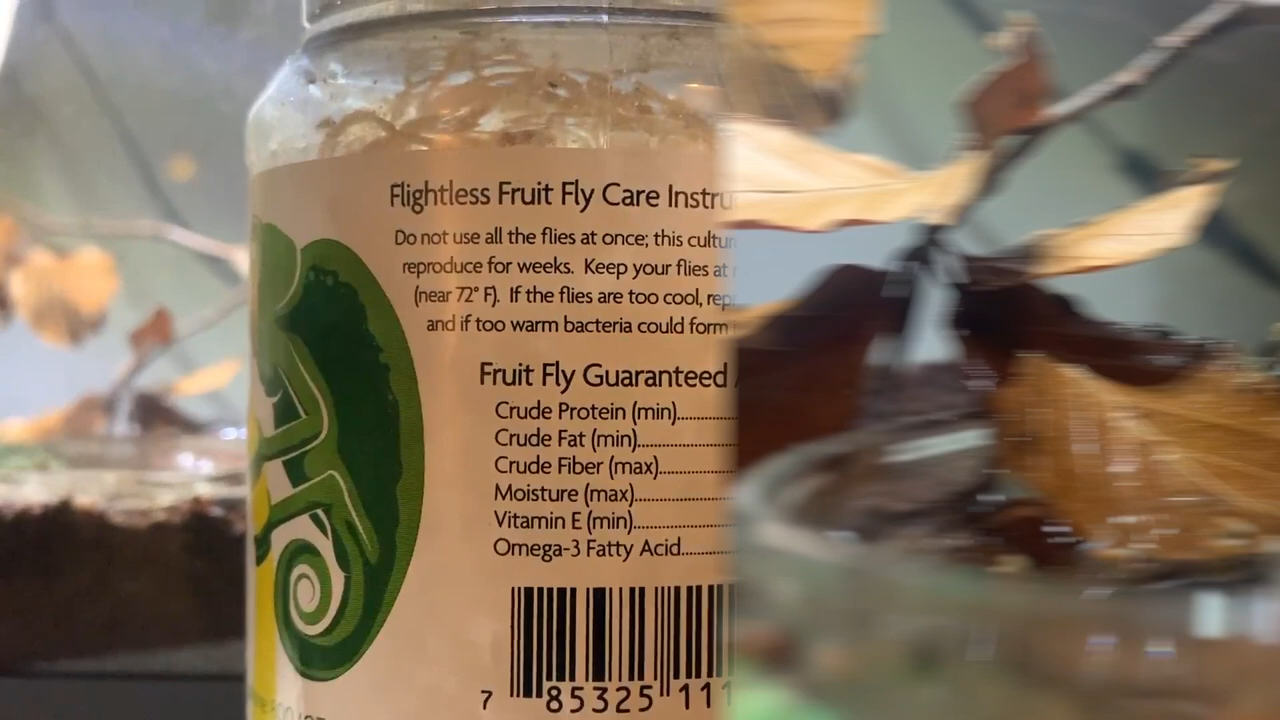 Flightless Fruit Fly Care Instru
Do not use all the flies at once; this cultur
reproduce for weeks. Keep your flies at
(near 72° F). If the flies are too cool, rep
and if too warm bacteria could form
Fruit Fly Guaranteed
Crude Protein (min)
Crude Fat (min)
Crude Fiber (max)
Moisture (max)
Vitamin E (min)
Omega-3 Fatty Acid
7 85325 111